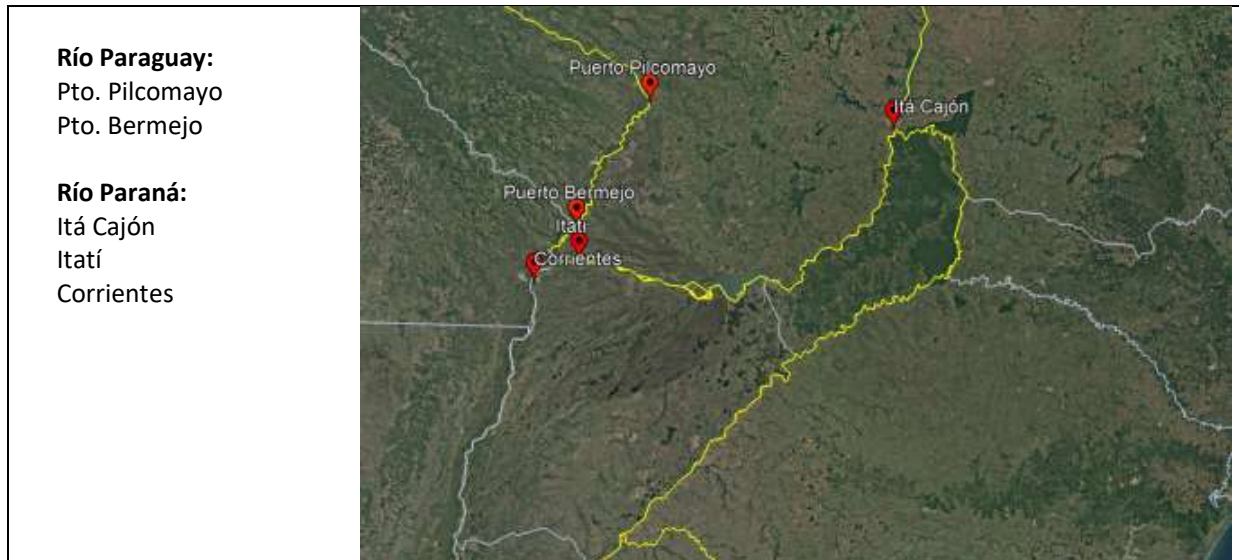 Río Paraguay:
Pto. Pilcomayo
Pto. Bermejo
Río Paraná:
Itá Cajón
Itatí
Corrientes
Puerto Pilcomayo
Itá Cajón
Puerto Bermejo
Itatí
Corrientes